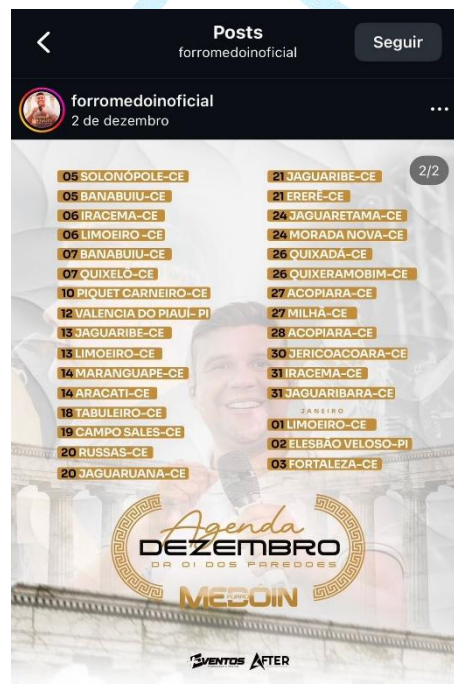 Posts
forromedoinoficial
Seguir
forromedoinoficial
2 de dezembro
2/2
05 SOLONÓPOLE-CE
05 BANABUIU-CE
06 IRACEMA-CE
06 LIMOEIRO -CE
07 BANABUIU-CE
07 QUIXELÔ-CE
10 PIQUET CARNEIRO-CE
12 VALENCIA DO PIAUÍ- PI
13 JAGUARIBE-CE
13 LIMOEIRO-CE
14 MARANGUAPE-CE
14 ARACATI-CE
18 TABULEIRO-CE
19 CAMPO SALES-CE
20 RUSSAS-CE
20 JAGUARUANA-CE
21 JAGUARIBE-CE
21 ERERÊ-CE
24 JAGUARETAMA-CE
24 MORADA NOVA-CE
26 QUIXADÁ-CE
26 QUIXERAMOBIM-CE
27 ACOPIARA-CE
27 MILHÃ-CE
28 ACOPIARA-CE
30 JERICOACOARA-CE
31 IRACEMA-CE
31 JAGUARIBARA-CE
JANEIRO
01 LIMOEIRO-CE
02 ELESBÃO VELOSO-PI
03 FORTALEZA-CE
Agenda
DEZEMBRO
DA 01 DOS PAREDOES
FORRÓ
MEDOIN
EVENTOS AFTER